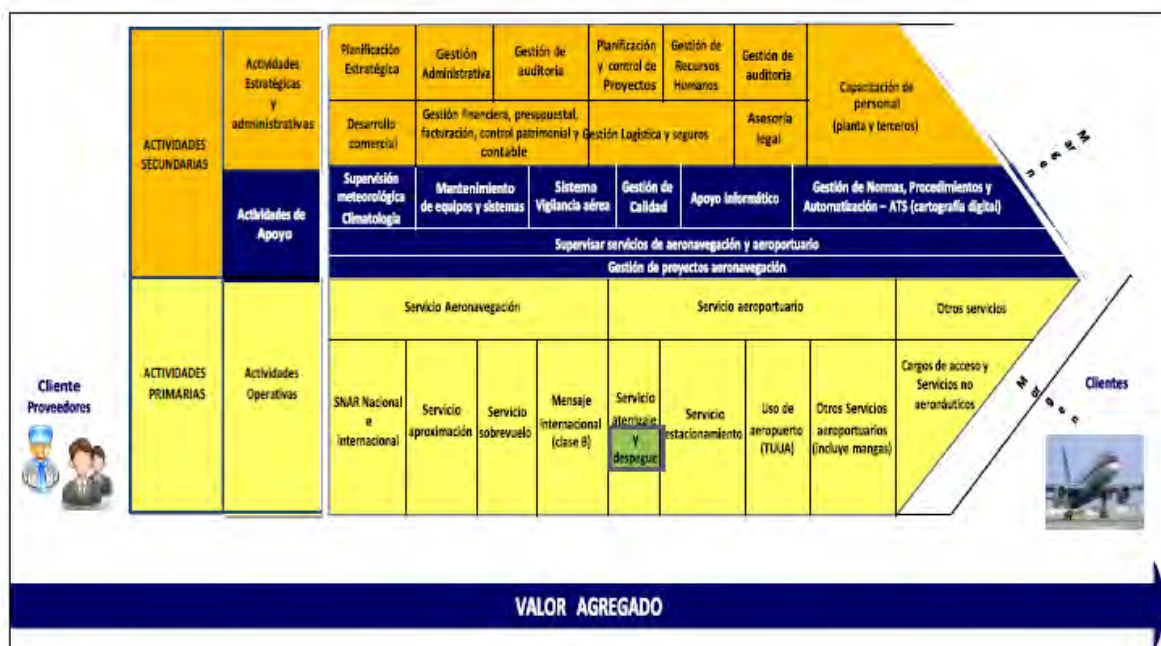 Planificación
Estratégica
Gestión
Administrativa
Gestión de
auditoria
Planificación
y control de
Proyectos
Gestión de
Recursos
Humanos
Gestión de
auditoria
Capacitación de
personal
(planta y terceros)
Actividades
Estratégicas
y
administrativas
ACTIVIDADES
SECUNDARIAS
Desarrollo
comercial
Gestión financiera, presupuestal,
facturación, control patrimonial y
contable
Gestión Logística y seguros
Asesoría
legal
Margen
Actividades de
Apoyo
Supervisión
meteorológica
Climatología
Mantenimiento
de equipos y sistemas
Sistema
Vigilancia aérea
Gestión de
Calidad
Apoyo informático
Gestión de Normas, Procedimientos y
Automatización – ATS (cartografía digital)
Supervisar servicios de aeronavegación y aeroportuario
Gestión de proyectos aeronavegación
Servicio Aeronavegación
Servicio aeroportuario
Otros servicios
Cliente
Proveedores
ACTIVIDADES
PRIMARIAS
Actividades
Operativas
SNAR Nacional
e
Internacional
Servicio
aproximación
Servicio
sobrevuelo
Mensaje
internacional
(clase B)
Servicio
aterrizaje
y
despegue
Servicio
estacionamiento
Uso de
aeropuerto
(TUUA)
Otros Servicios
aeroportuarios
(incluye mangas)
Cargos de acceso y
Servicios no
aeronáuticos
Margen
Clientes
VALOR AGREGADO